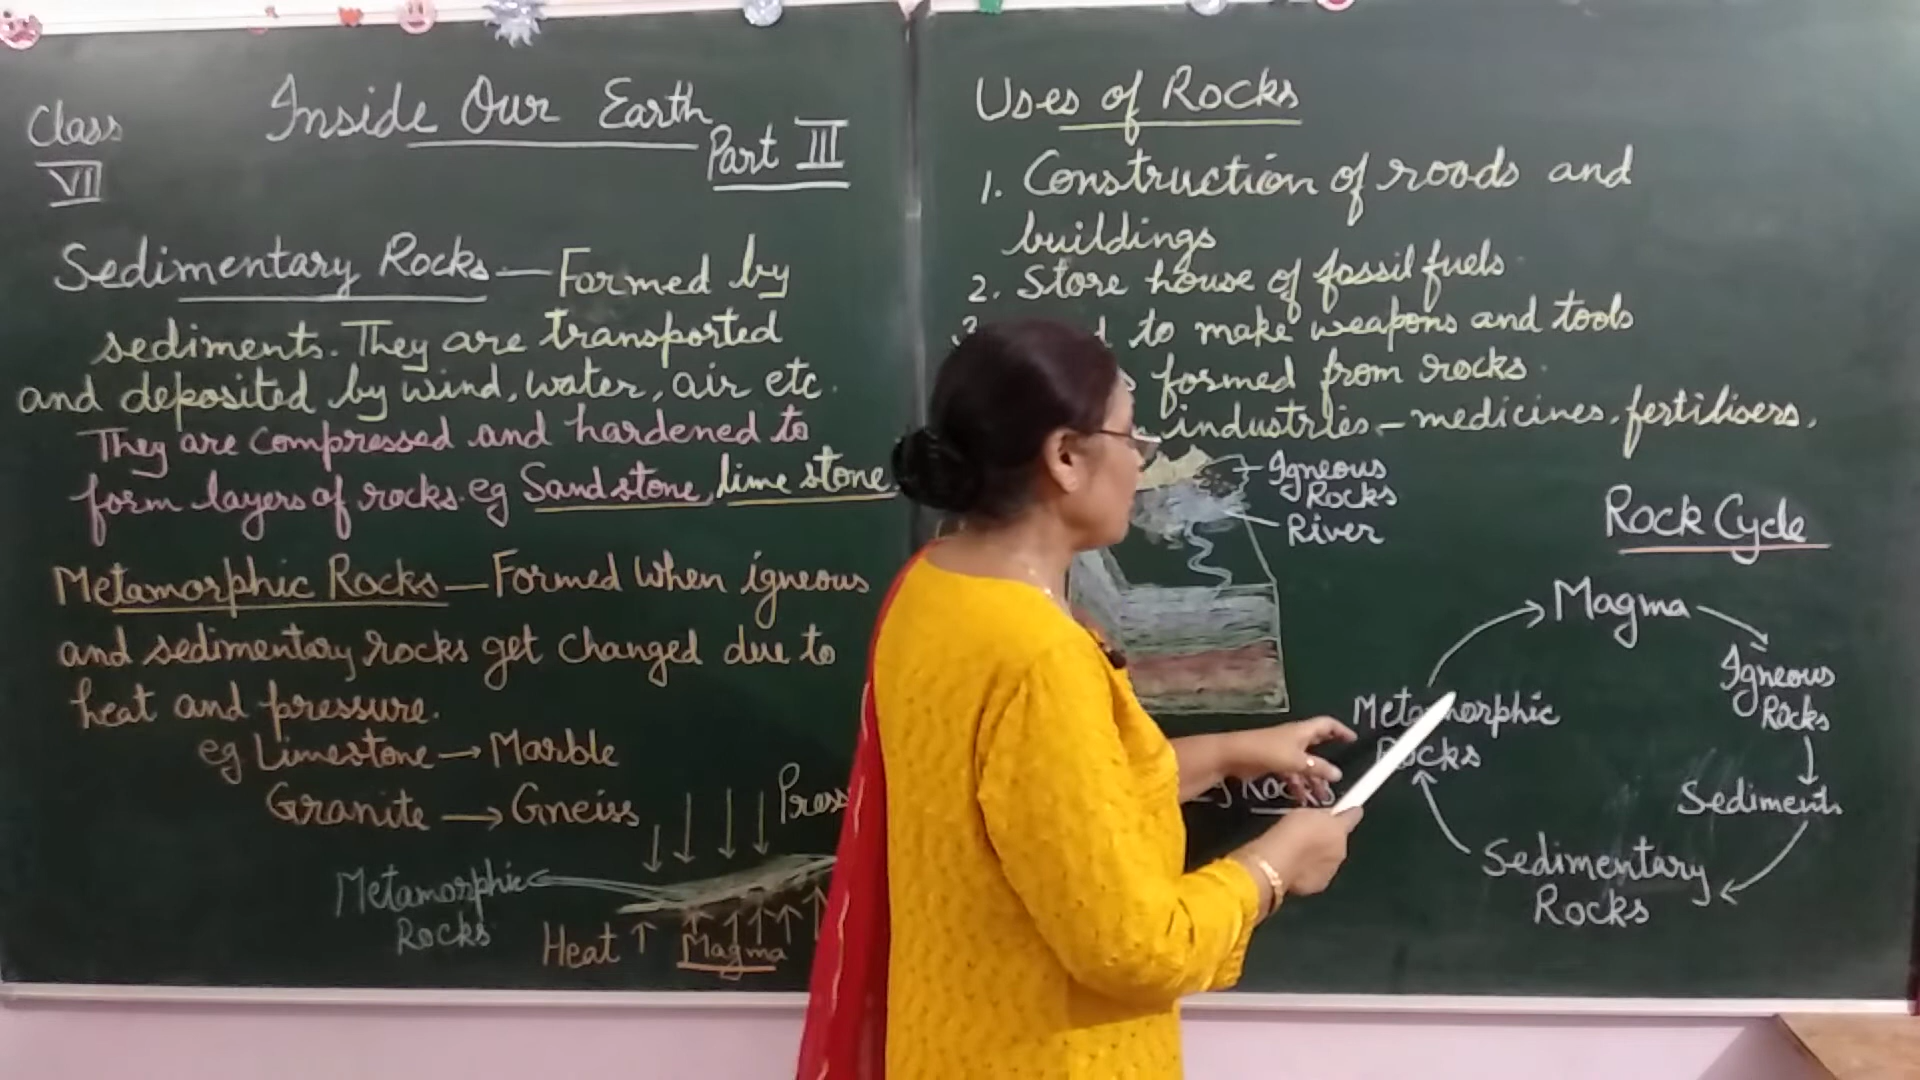 Class
VII
Inside Our Earth
Part III
Sedimentary Rocks — Formed by
sediments. They are transported
and deposited by wind, water, air etc.
They are compressed and hardened to
form layers of rocks. eg Sandstone, lime stone.
Metamorphic Rocks — Formed when igneous
and sedimentary rocks get changed due to
heat and pressure.
eg Limestone → Marble
Granite → Gneiss
Press
Metamorphic
Rocks
Heat ↑ Magma
Uses of Rocks
1. Construction of roads and
buildings
2. Store house of fossil fuels.
3. to make weapons and tools
formed from rocks.
industries – medicines, fertilisers.
Igneous
Rocks
River
Rocks
Rock Cycle
Magma
Igneous
Rocks
Sediments
Sedimentary
Rocks
Metamorphic
Rocks